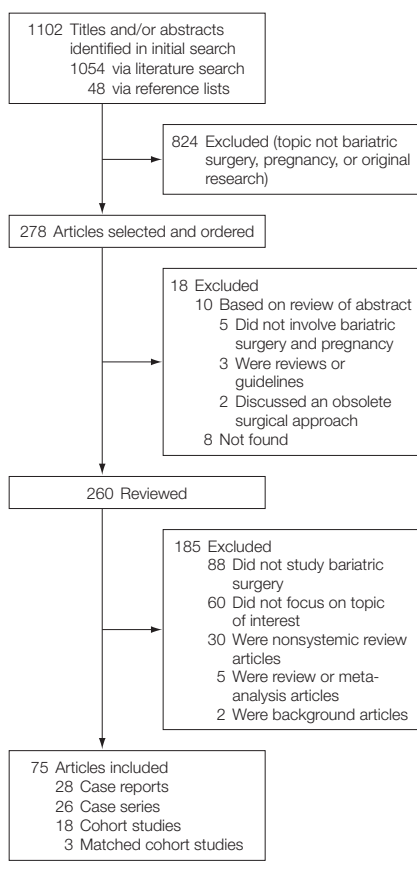 1102 Titles and/or abstracts
identified in initial search
1054 via literature search
48 via reference lists
824 Excluded (topic not bariatric
surgery, pregnancy, or original
research)
278 Articles selected and ordered
18 Excluded
10 Based on review of abstract
5 Did not involve bariatric
surgery and pregnancy
3 Were reviews or
guidelines
2 Discussed an obsolete
surgical approach
8 Not found
260 Reviewed
185 Excluded
88 Did not study bariatric
surgery
60 Did not focus on topic
of interest
30 Were nonsystemic review
articles
5 Were review or meta-
analysis articles
2 Were background articles
75 Articles included
28 Case reports
26 Case series
18 Cohort studies
3 Matched cohort studies